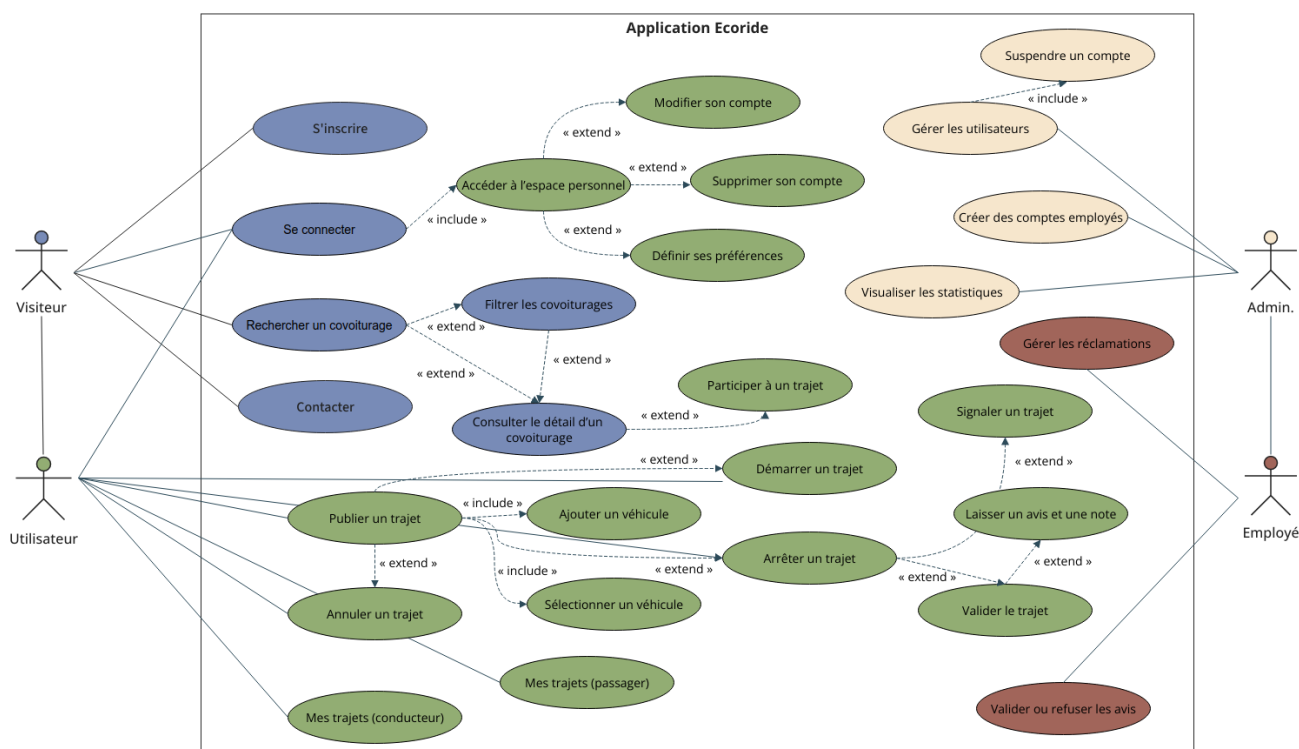 Application Ecoride
Suspendre un compte
« include »
Gérer les utilisateurs
Modifier son compte
« extend »
S'inscrire
Accéder à l'espace personnel
« extend »
Supprimer son compte
« include »
« extend »
Se connecter
Définir ses préférences
Créer des comptes employés
Visiteur
Admin.
Visualiser les statistiques
Filtrer les covoiturages
Rechercher un covoiturage
« extend »
« extend »
« extend »
Gérer les réclamations
Participer à un trajet
Contacter
Consulter le détail d'un
covoiturage
« extend »
Signaler un trajet
« extend »
« extend »
Démarrer un trajet
Utilisateur
Publier un trajet
« include »
Ajouter un véhicule
Laisser un avis et une note
Employé
« extend »
« include »
« extend »
Arrêter un trajet
« extend »
« extend »
Annuler un trajet
Sélectionner un véhicule
Valider le trajet
Mes trajets (passager)
Mes trajets (conducteur)
Valider ou refuser les avis